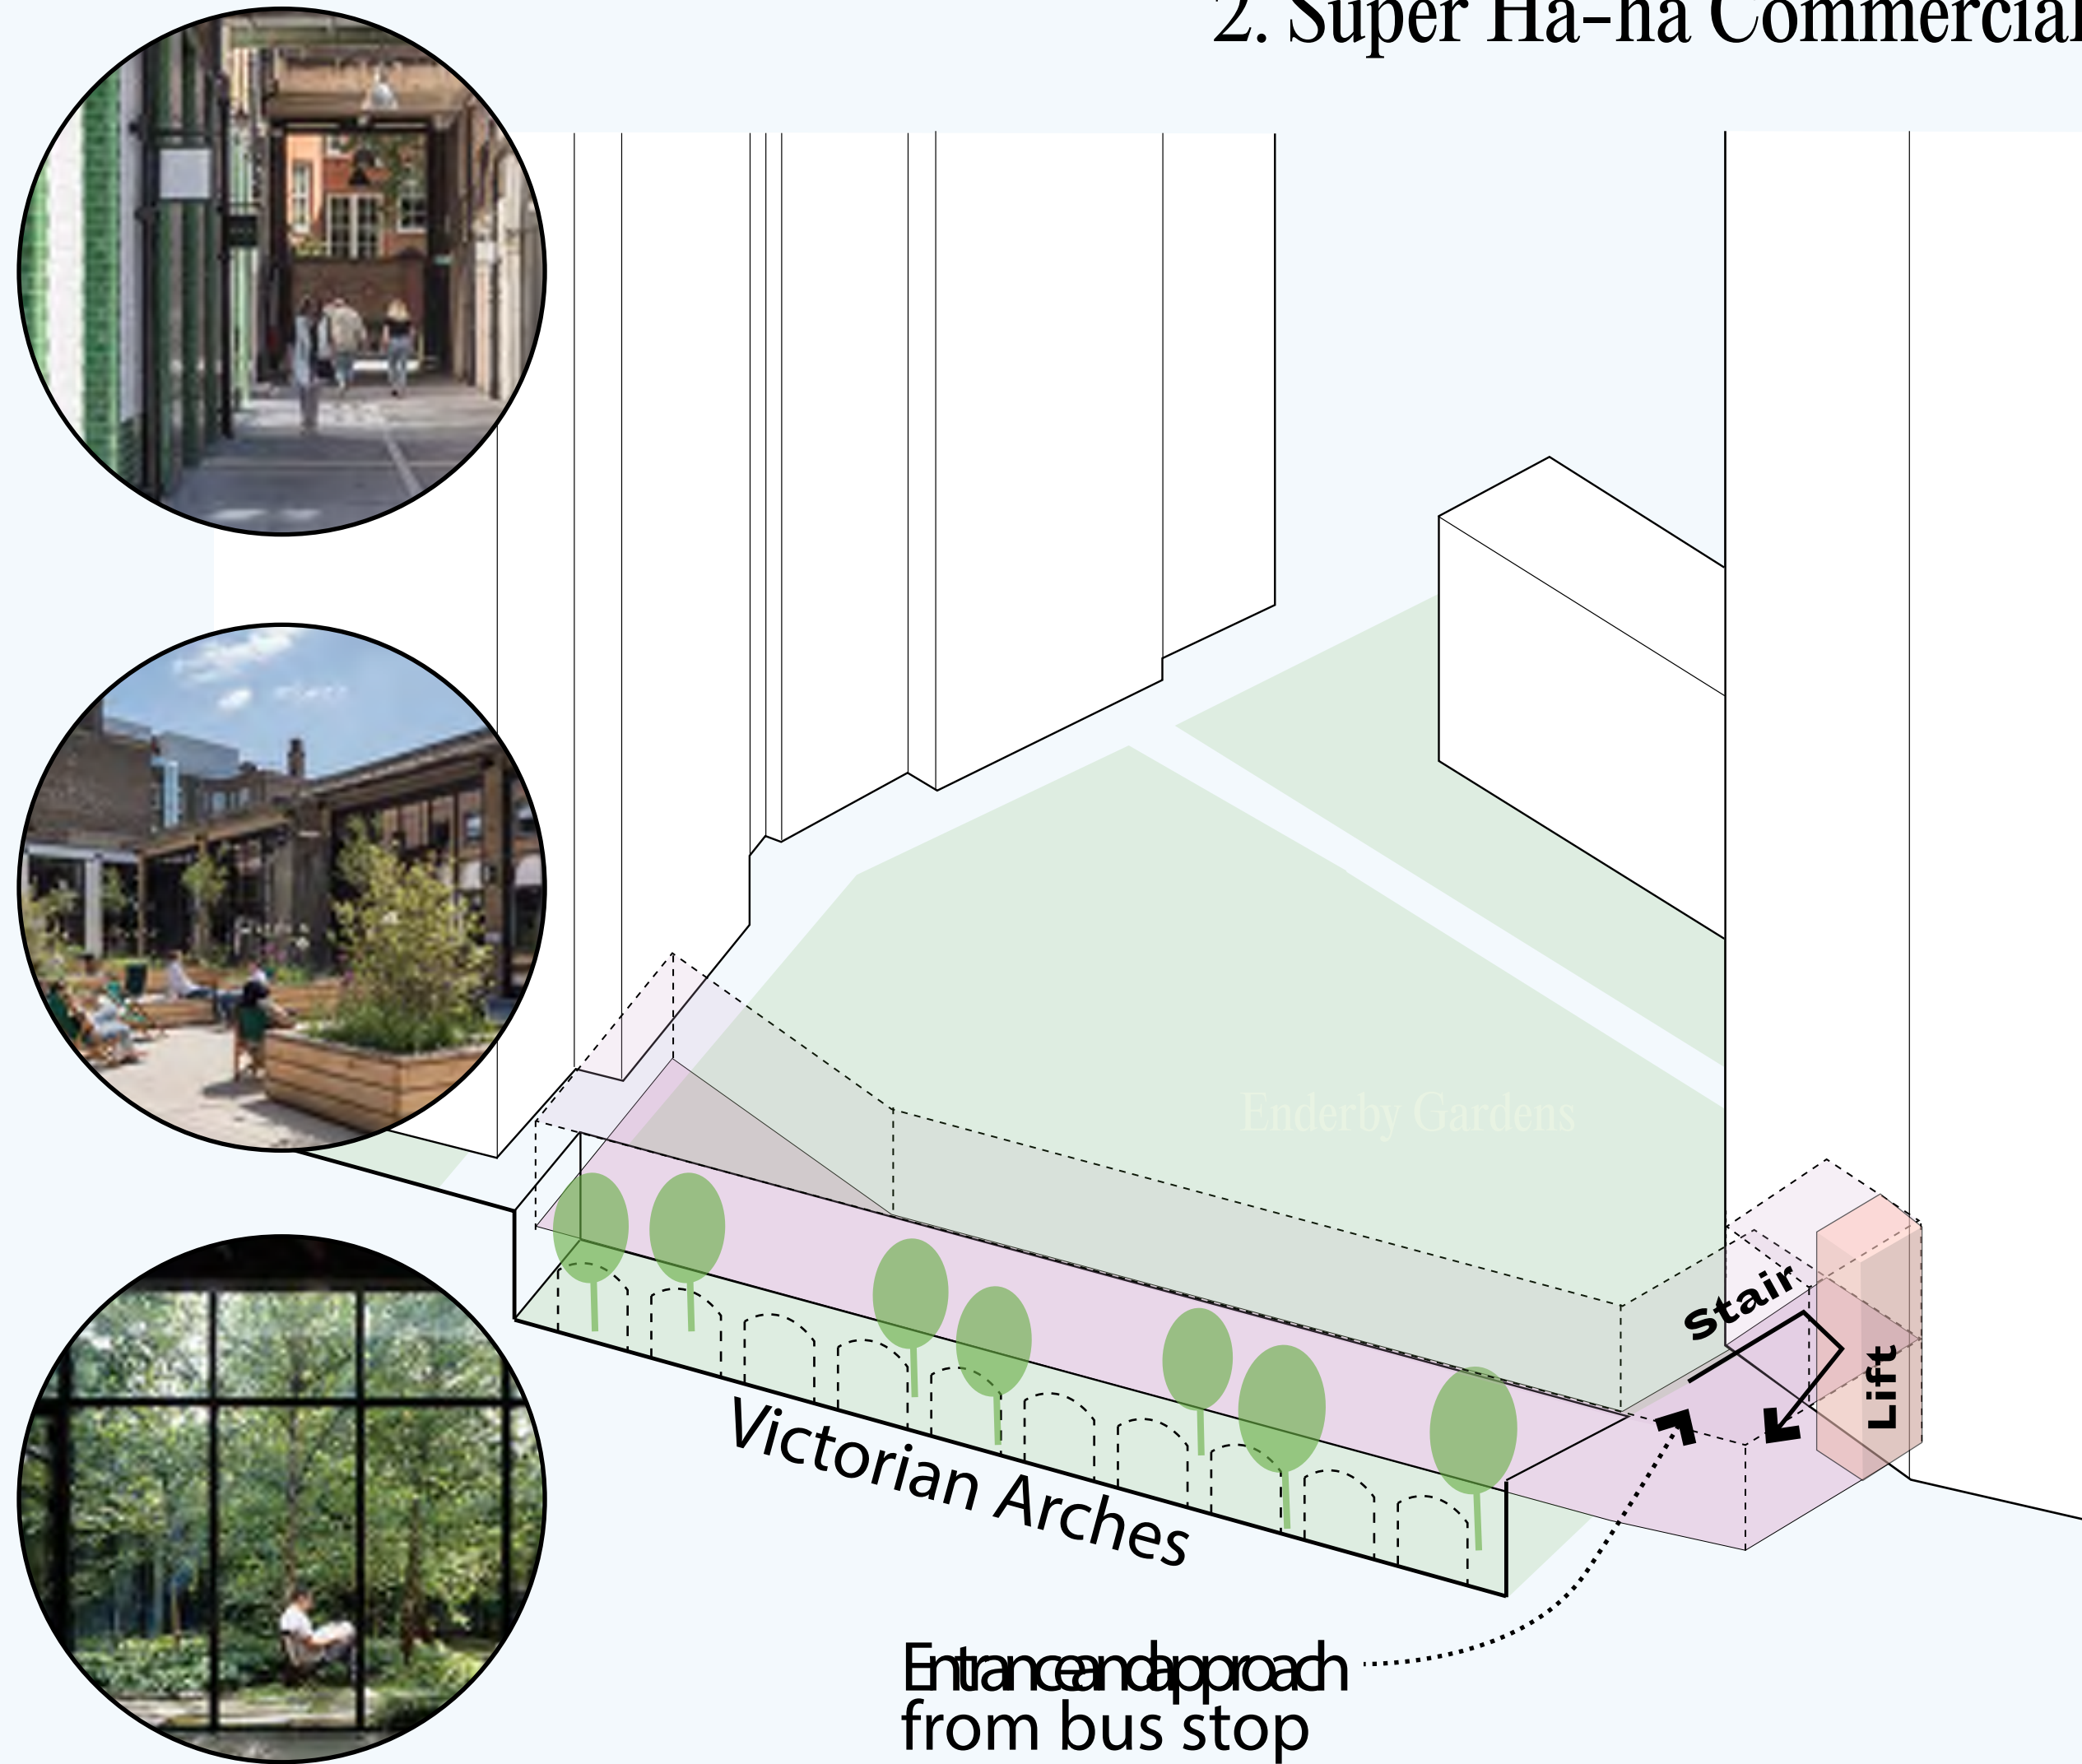 2. Super Ha-ha Commercial
Enderby Gardens
Stair
Lift
Victorian Arches
Entrance and approach
from bus stop